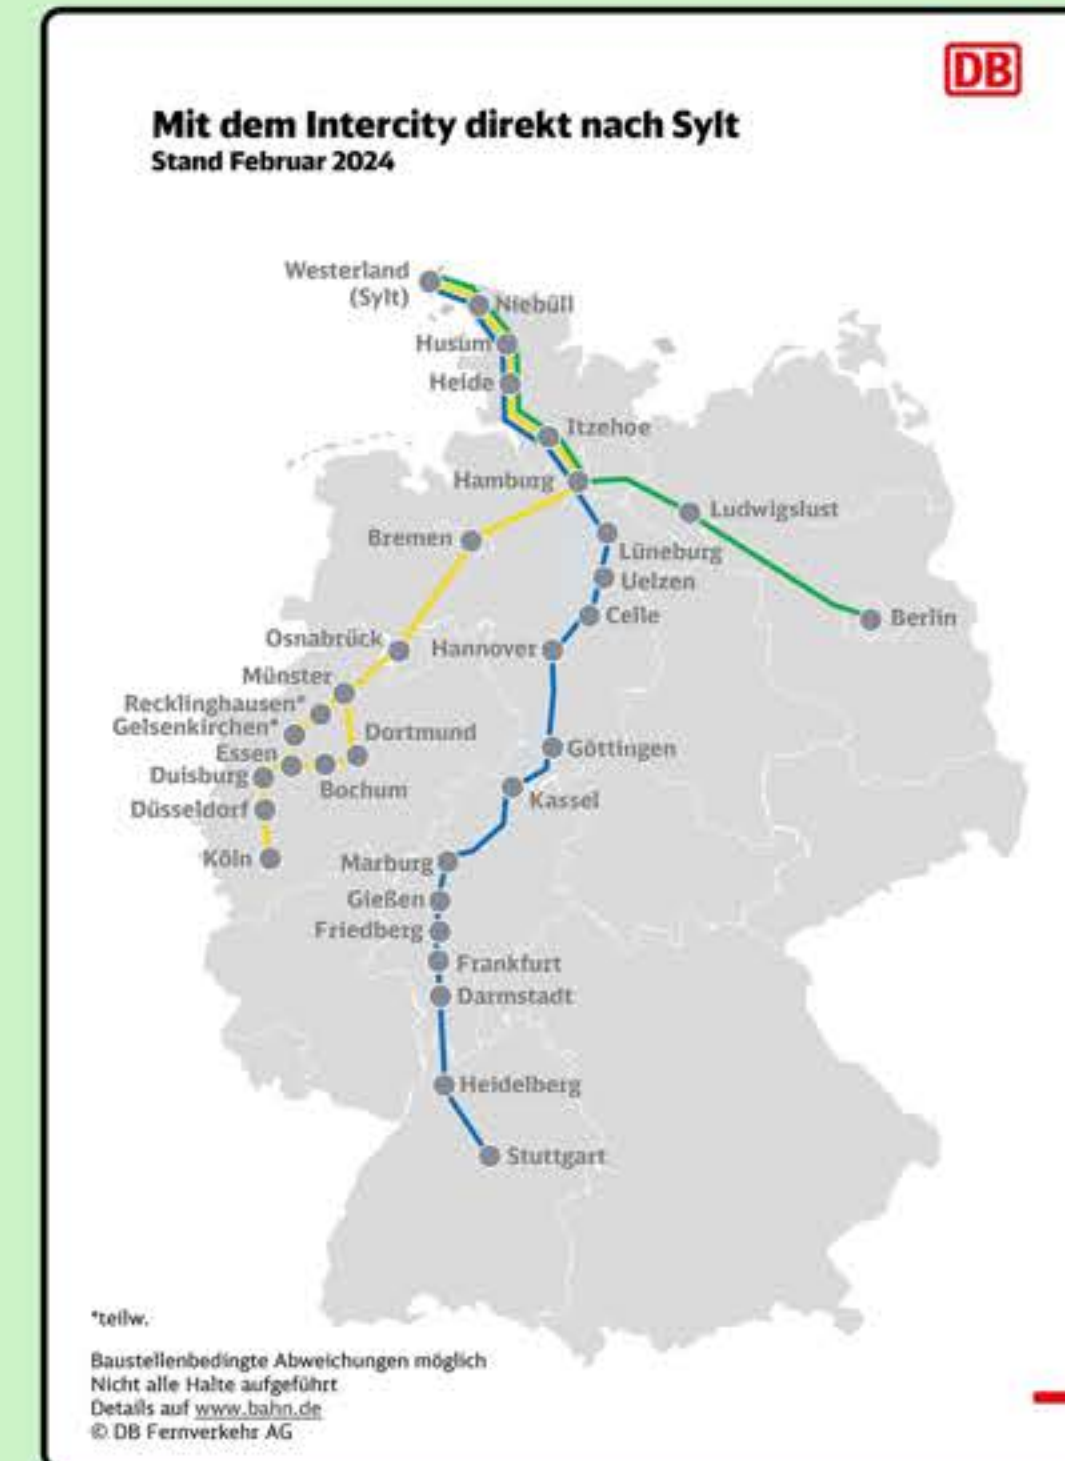 DB
Mit dem Intercity direkt nach Sylt
Stand Februar 2024
Westerland
(Sylt)
Niebüll
Husum
Heide
Itzehoe
Hamburg
Ludwigslust
Bremen
Lüneburg
Uelzen
Celle
Berlin
Osnabrück
Hannover
Münster
Recklinghausen*
Gelsenkirchen*
Dortmund
Essen
Göttingen
Duisburg
Bochum
Kassel
Düsseldorf
Köln
Marburg
Gießen
Friedberg
Frankfurt
Darmstadt
Heidelberg
Stuttgart
*teilw.
Baustellenbedingte Abweichungen möglich
Nicht alle Halte aufgeführt
Details auf www.bahn.de
© DB Fernverkehr AG